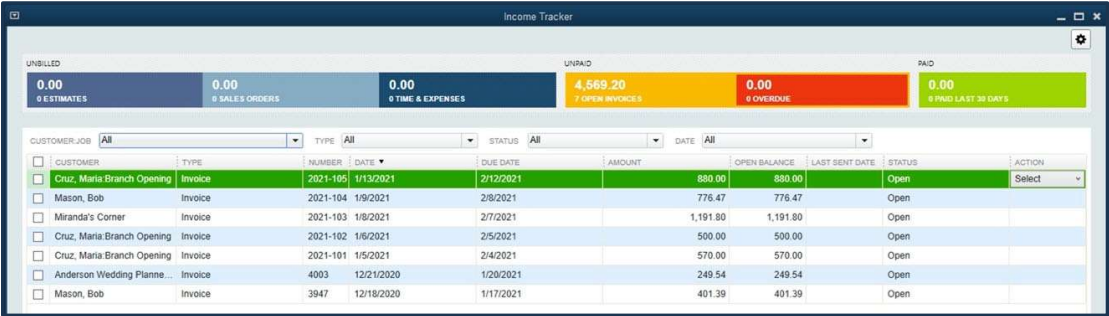 Income Tracker
UNBILLED UNPAID PAID
0.00 0.00 0.00 4,569.20 0.00 0.00
0 ESTIMATES 0 SALES ORDERS 0 TIME & EXPENSES 7 OPEN INVOICES 0 OVERDUE 0 PAID LAST 30 DAYS
CUSTOMER:JOB All TYPE All STATUS All DATE All
CUSTOMER TYPE NUMBER DATE DUE DATE AMOUNT OPEN BALANCE LAST SENT DATE STATUS ACTION
Cruz, Maria:Branch Opening Invoice 2021-105 1/13/2021 2/12/2021 880.00 880.00 Open Select
Mason, Bob Invoice 2021-104 1/9/2021 2/8/2021 776.47 776.47 Open
Miranda's Corner Invoice 2021-103 1/8/2021 2/7/2021 1,191.80 1,191.80 Open
Cruz, Maria:Branch Opening Invoice 2021-102 1/6/2021 2/5/2021 500.00 500.00 Open
Cruz, Maria:Branch Opening Invoice 2021-101 1/5/2021 2/4/2021 570.00 570.00 Open
Anderson Wedding Planne... Invoice 4003 12/21/2020 1/20/2021 249.54 249.54 Open
Mason, Bob Invoice 3947 12/18/2020 1/17/2021 401.39 401.39 Open